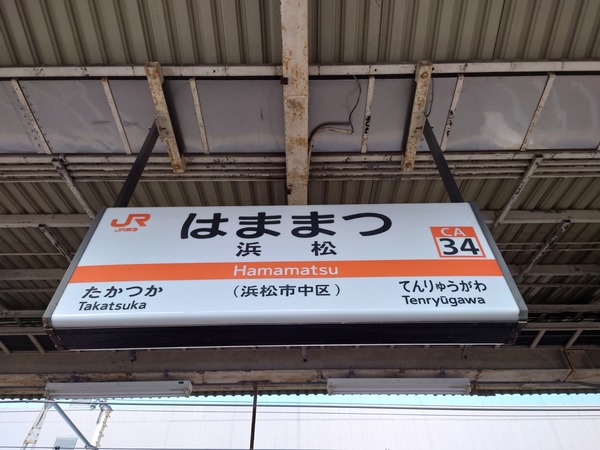 JR
JR東海
はままつ
浜松
Hamamatsu
CA
34
たかつか
Takatsuka
(浜松市中区)
てんりゅうがわ
Tenryūgawa